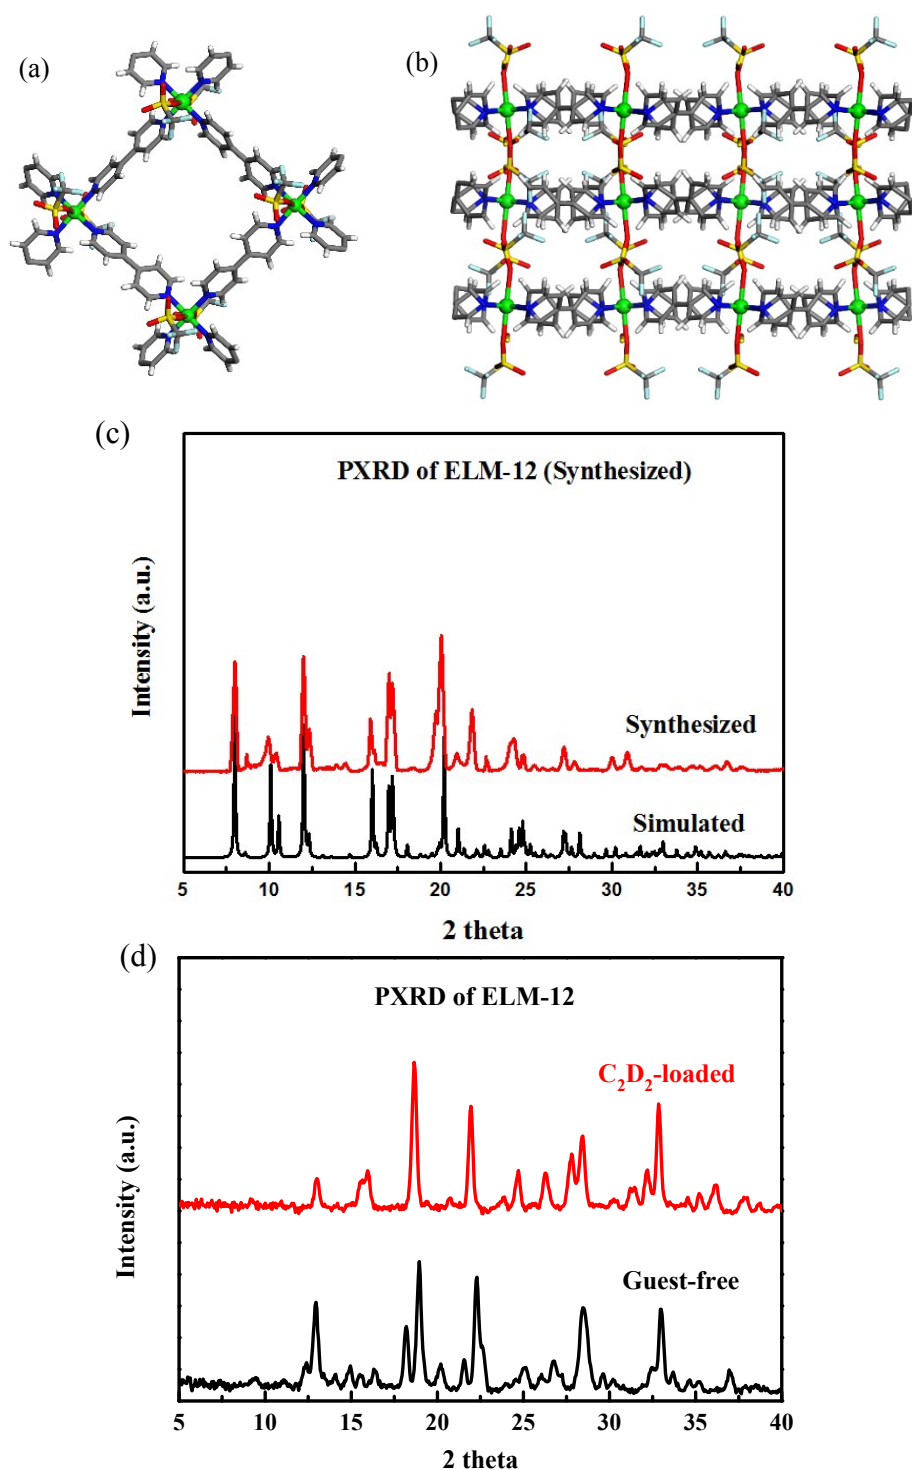 (a)
(b)
(c)
PXRD of ELM-12 (Synthesized)
Intensity (a.u.)
Synthesized
Simulated
5 10 15 20 25 30 35 40
2 theta
(d)
PXRD of ELM-12
C₂D₂-loaded
Intensity (a.u.)
Guest-free
5 10 15 20 25 30 35 40
2 theta